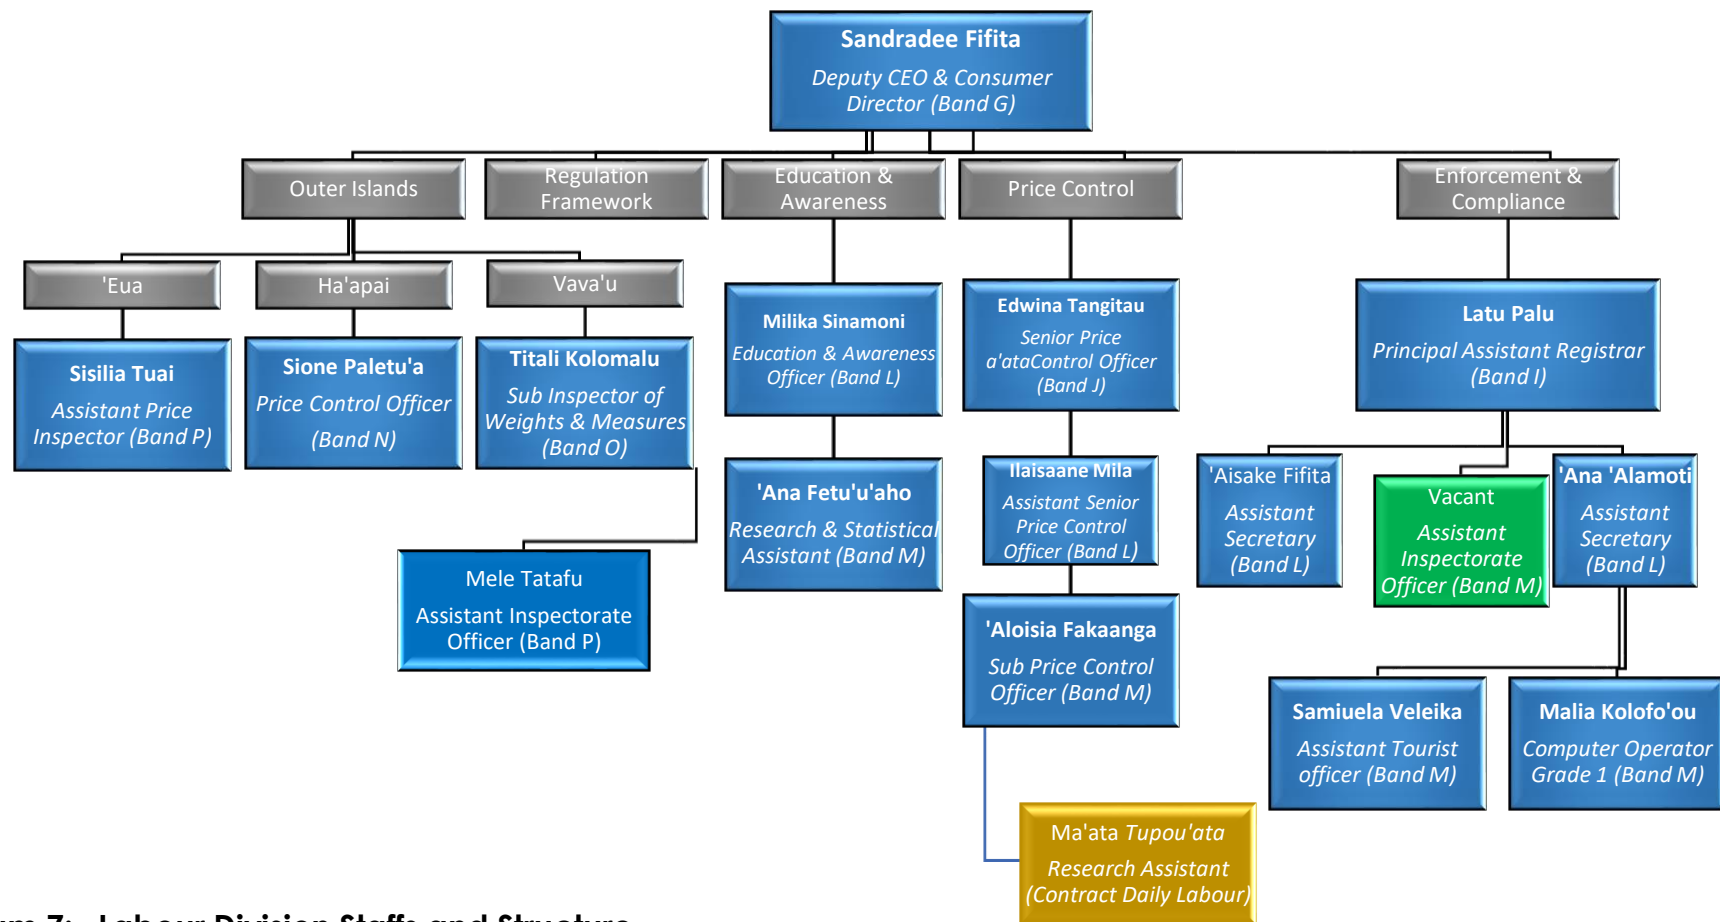 Sandradee Fifita
Deputy CEO & Consumer
Director (Band G)
Outer Islands
Regulation
Framework
Education &
Awareness
Price Control
Enforcement &
Compliance
'Eua
Ha'apai
Vava'u
Sisilia Tuai
Assistant Price
Inspector (Band P)
Sione Paletu'a
Price Control Officer
(Band N)
Titali Kolomalu
Sub Inspector of
Weights & Measures
(Band O)
Mele Tatafu
Assistant Inspectorate
Officer (Band P)
Milika Sinamoni
Education & Awareness
Officer (Band L)
'Ana Fetu'u'aho
Research & Statistical
Assistant (Band M)
Edwina Tangitau
Senior Price
a'ataControl Officer
(Band J)
Ilaisaane Mila
Assistant Senior
Price Control
Officer (Band L)
'Aloisia Fakaanga
Sub Price Control
Officer (Band M)
Ma'ata Tupou'ata
Research Assistant
(Contract Daily Labour)
Latu Palu
Principal Assistant Registrar
(Band I)
'Aisake Fifita
Assistant
Secretary
(Band L)
Vacant
Assistant
Inspectorate
Officer (Band M)
'Ana 'Alamoti
Assistant
Secretary
(Band L)
Samiuela Veleika
Assistant Tourist
officer (Band M)
Malia Kolofo'ou
Computer Operator
Grade 1 (Band M)
7: Labour Division Staffs and Structure